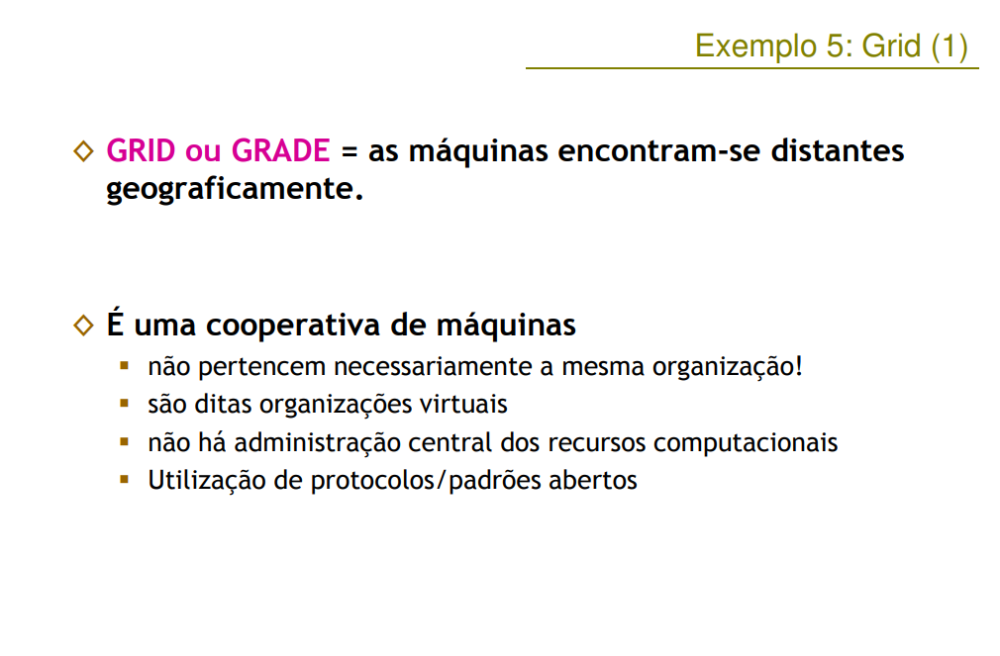 Exemplo 5: Grid (1)
GRID ou GRADE = as máquinas encontram-se distantes
geograficamente.
É uma cooperativa de máquinas
não pertencem necessariamente a mesma organização!
são ditas organizações virtuais
não há administração central dos recursos computacionais
Utilização de protocolos/padrões abertos